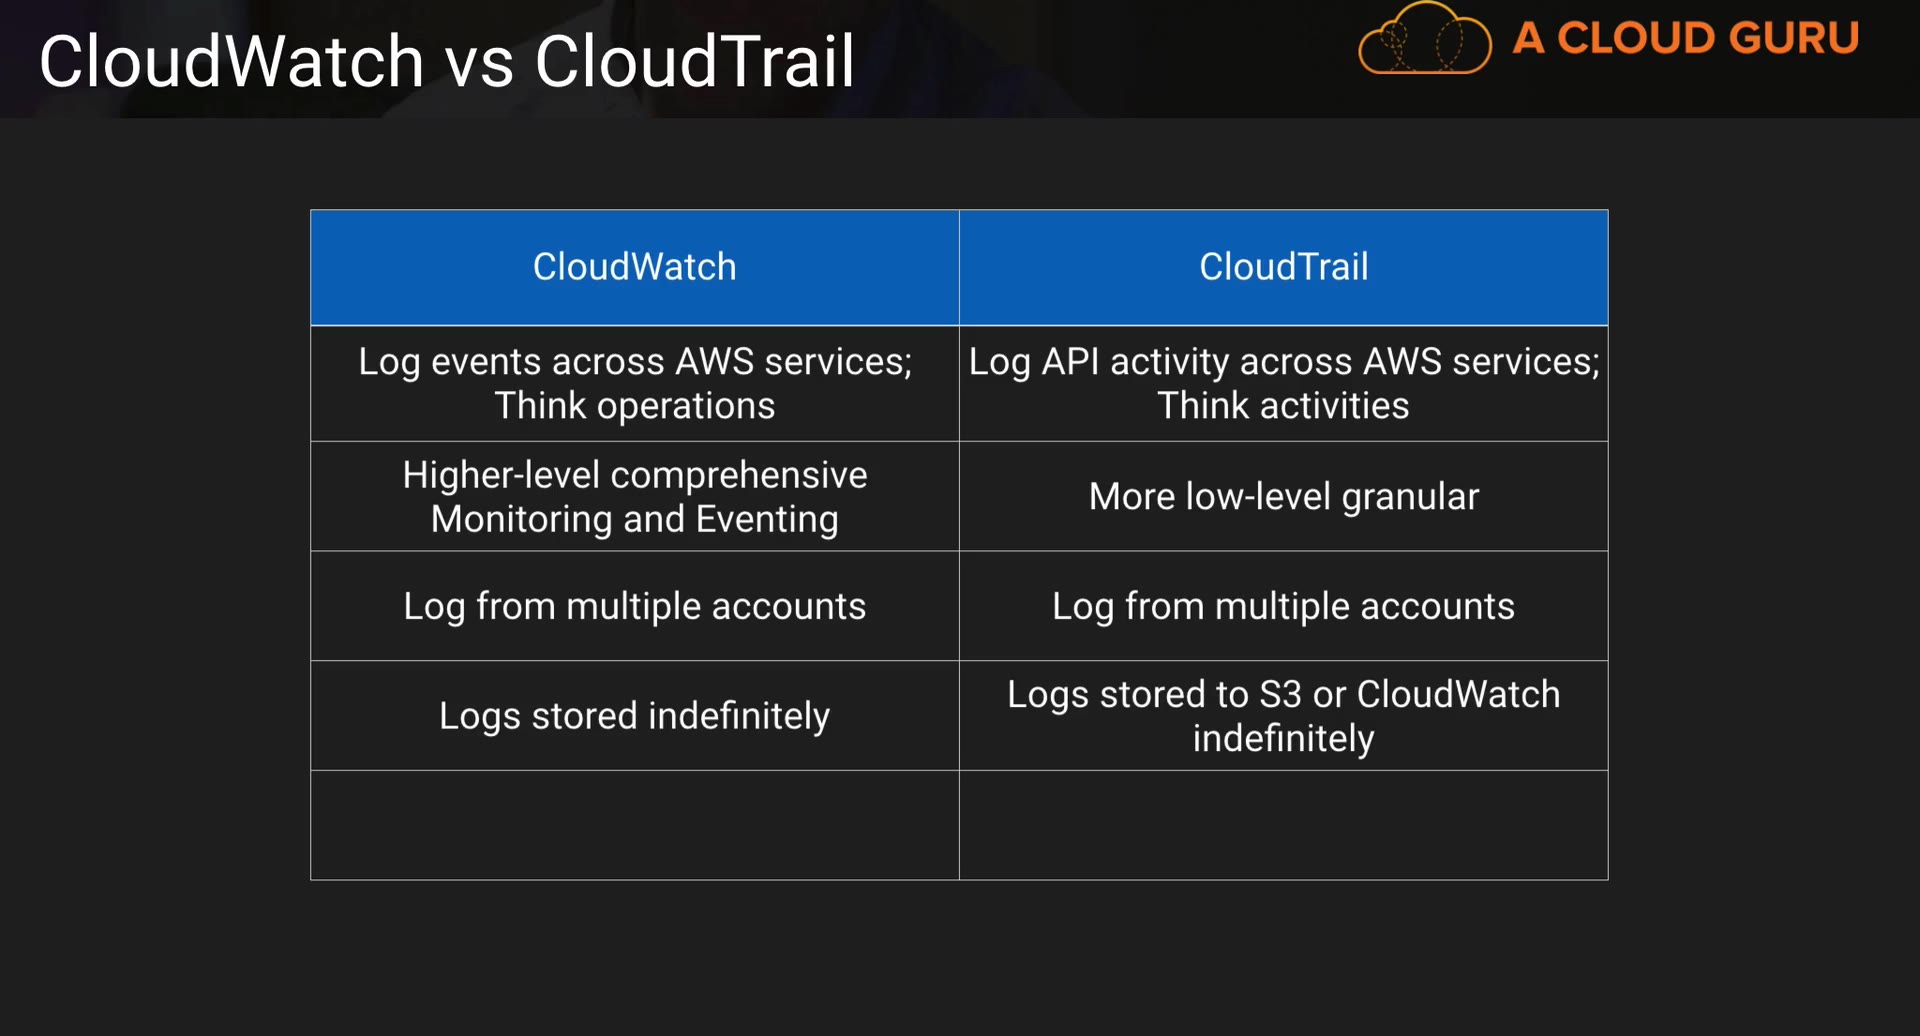 CloudWatch vs CloudTrail
A CLOUD GURU
CloudWatch
CloudTrail
Log events across AWS services;
Think operations
Log API activity across AWS services;
Think activities
Higher-level comprehensive
Monitoring and Eventing
More low-level granular
Log from multiple accounts
Log from multiple accounts
Logs stored indefinitely
Logs stored to S3 or CloudWatch
indefinitely